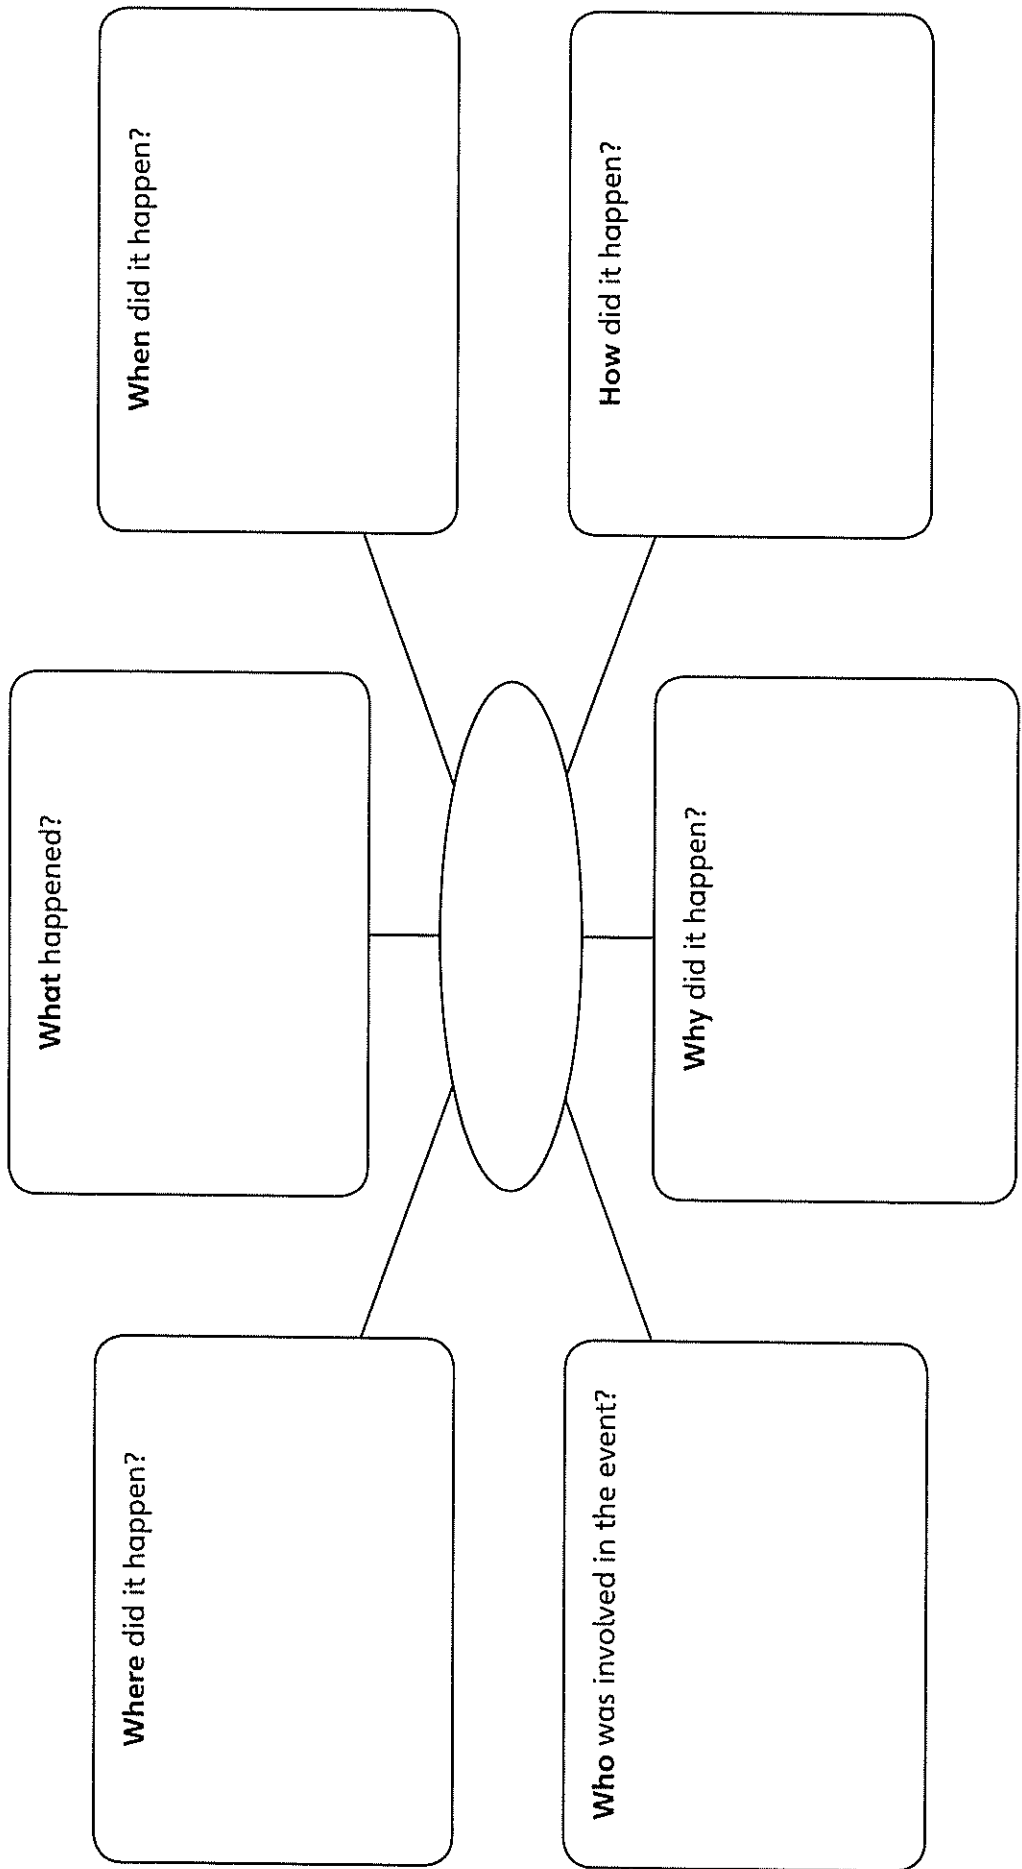 Where did it happen?
What happened?
When did it happen?
Who was involved in the event?
Why did it happen?
How did it happen?